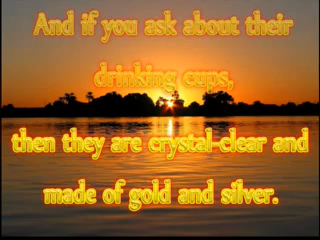 And if you ask about their
drinking cups,
then they are crystal-clear and
made of gold and silver.